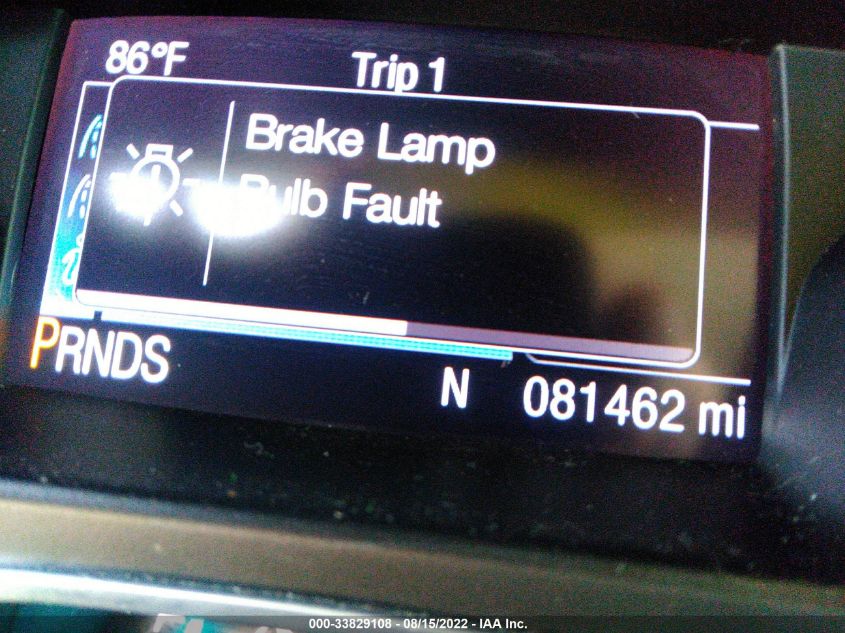 86°F
Trip 1
Brake Lamp
Bulb Fault
PRNDS
N
081462 mi
000-33829108 - 08/15/2022 - IAA Inc.